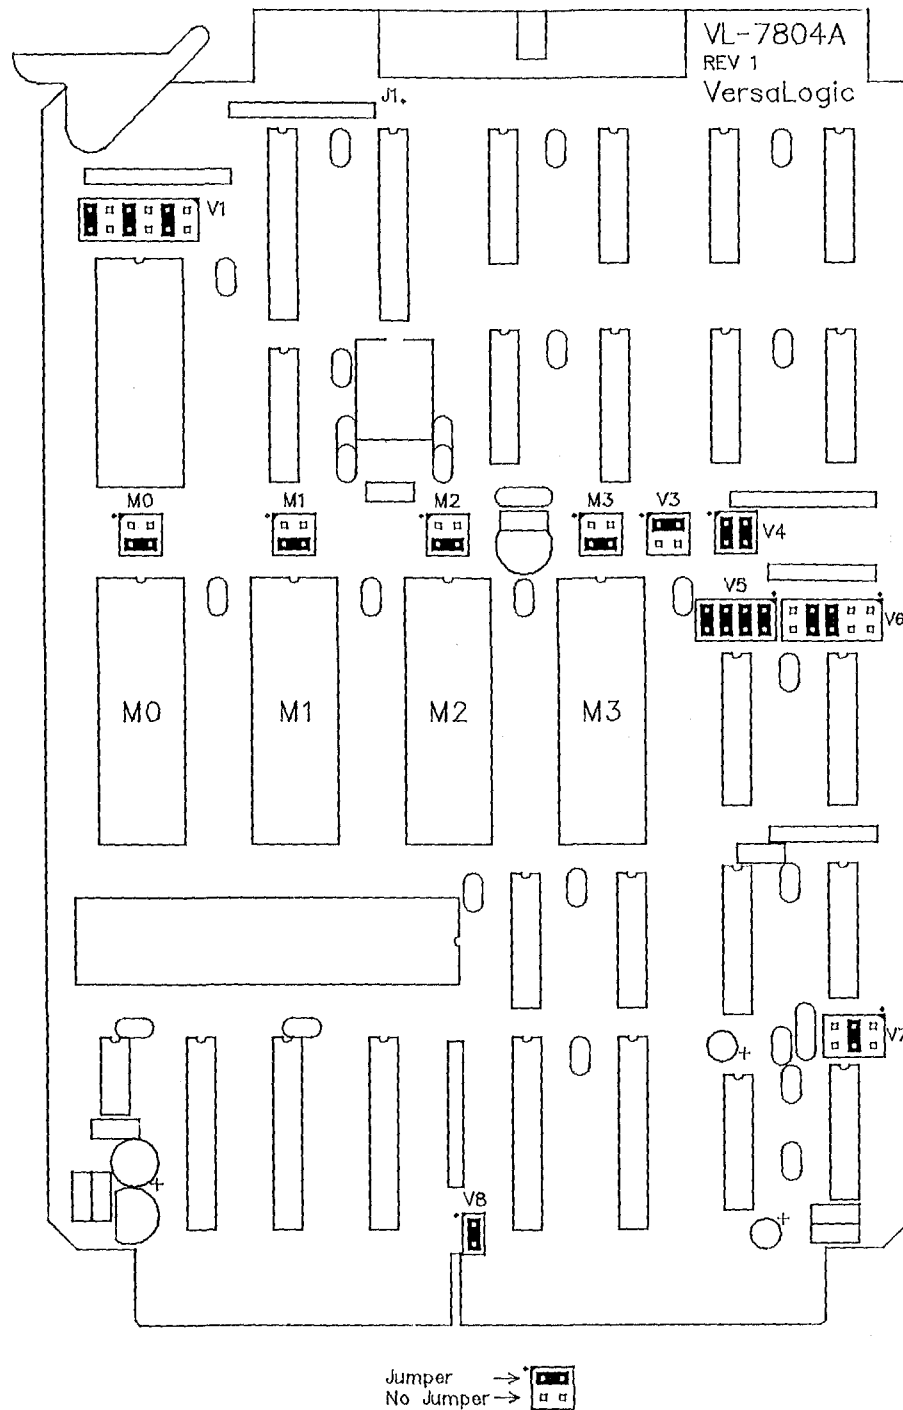 VL-7804A
REV 1
VersaLogic
J1
V1
M0
M1
M2
M3
V3
V4
V5
V6
M0
M1
M2
M3
V7
V8
Jumper →
No Jumper →